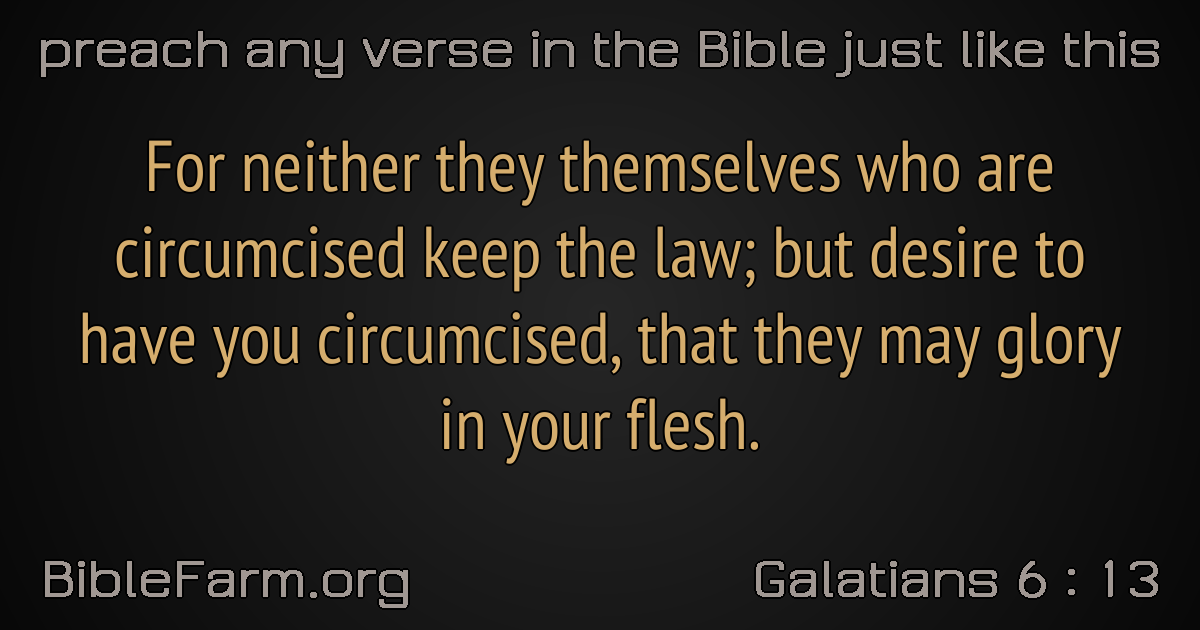 preach any verse in the Bible just like this
For neither they themselves who are
circumcised keep the law; but desire to
have you circumcised, that they may glory
in your flesh.
BibleFarm.org
Galatians 6 : 13